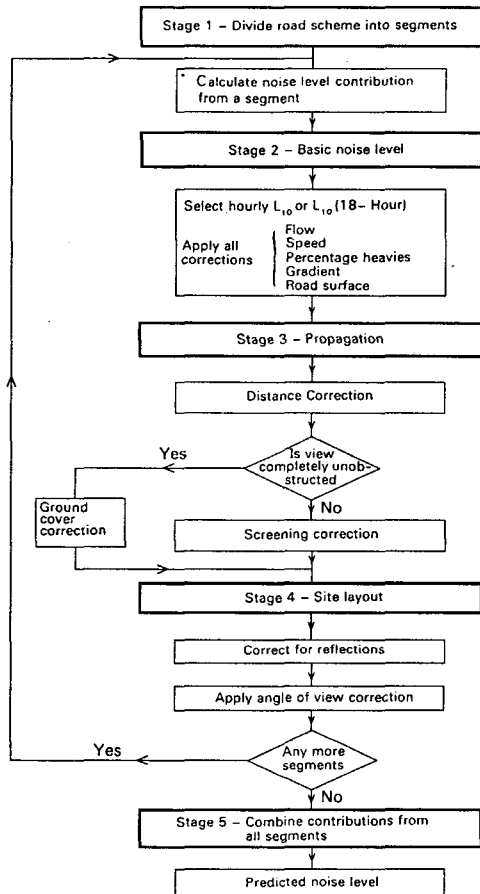 Stage 1 - Divide road scheme into segments
Calculate noise level contribution
from a segment
Stage 2 - Basic noise level
Select hourly L10 or L10 (18- Hour)
Apply all
corrections
Flow
Speed
Percentage heavies
Gradient
Road surface
Stage 3 - Propagation
Distance Correction
Is view
completely unob-
structed
Yes
No
Ground
cover
correction
Screening correction
Stage 4 - Site layout
Correct for reflections
Apply angle of view correction
Any more
segments
Yes
No
Stage 5 - Combine contributions from
all segments
Predicted noise level